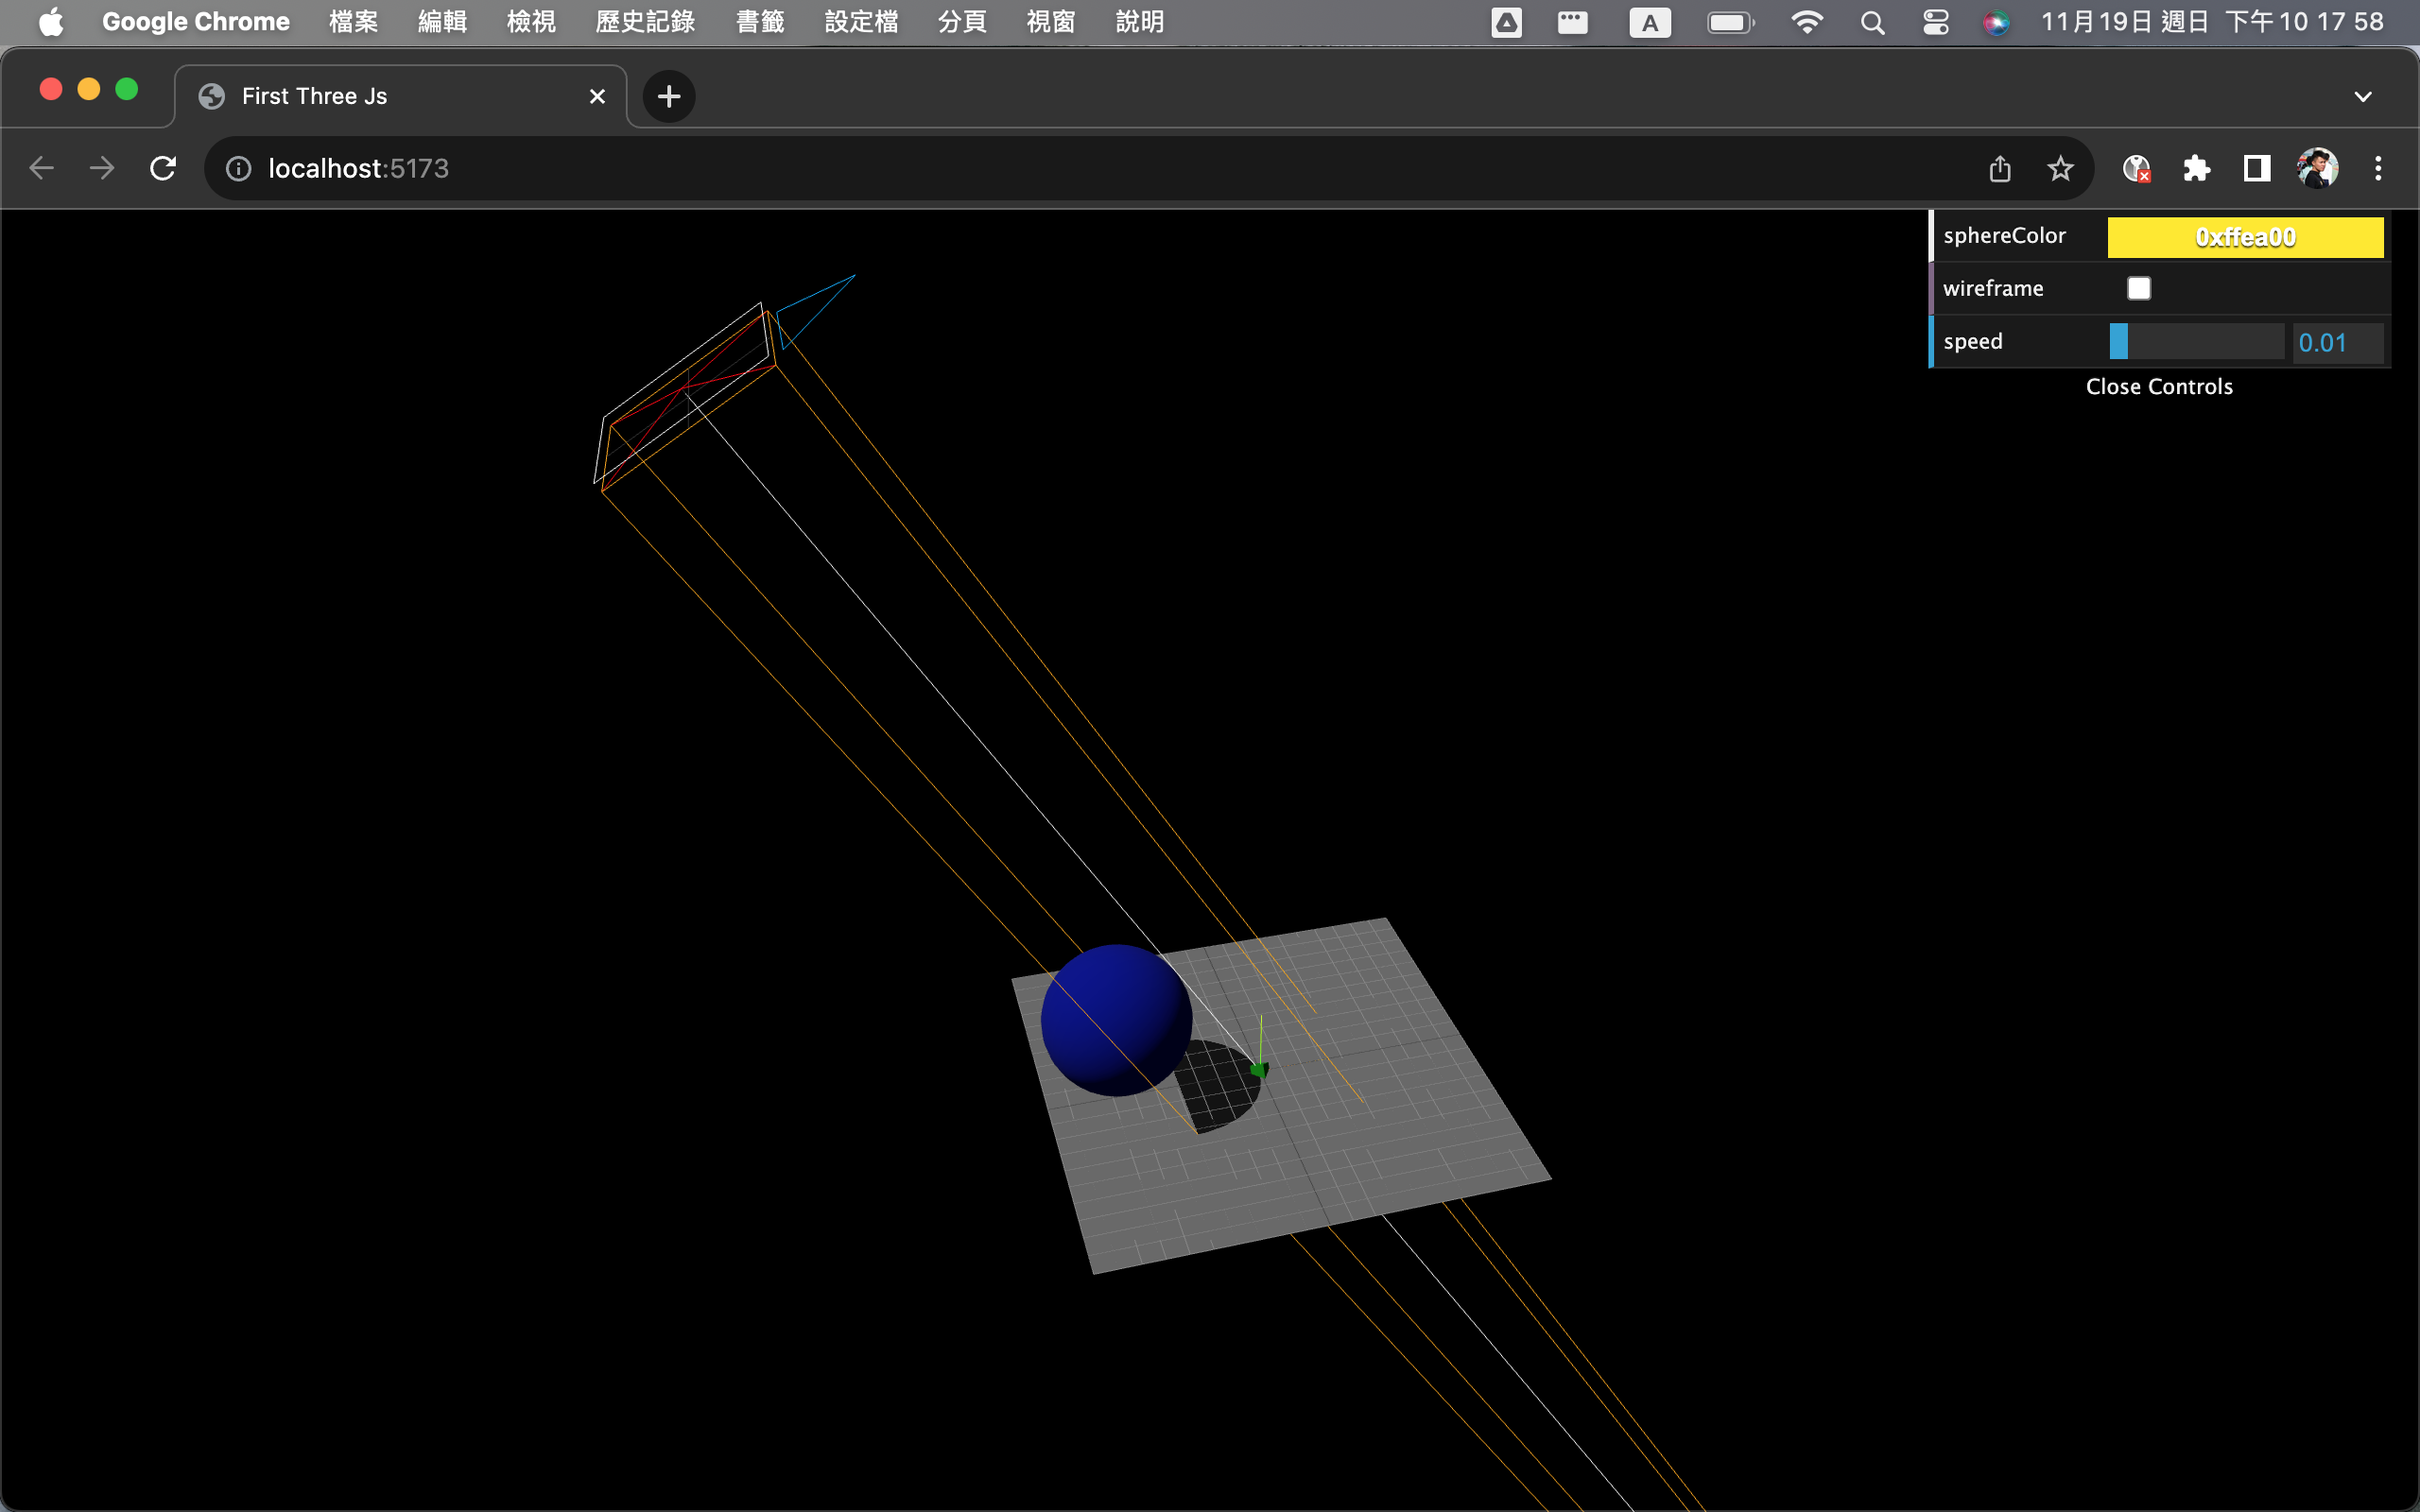 Google Chrome 檔案 編輯 檢視 歷史記錄 書籤 設定檔 分頁 視窗 說明 A 11月19日 週日 下午10 17 58
First Three Js
localhost:5173
sphereColor 0xffea00
wireframe
speed 0.01
Close Controls